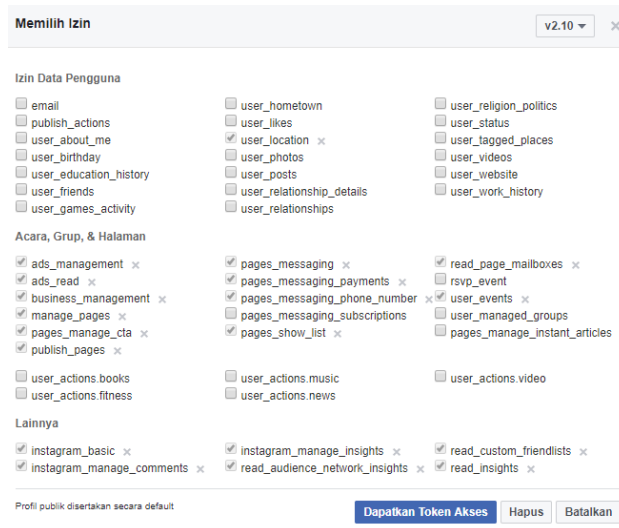 Memilih Izin
v2.10
Izin Data Pengguna
email user_hometown user_religion_politics
publish_actions user_likes user_status
user_about_me user_location user_tagged_places
user_birthday user_photos user_videos
user_education_history user_posts user_website
user_friends user_relationship_details user_work_history
user_games_activity user_relationships
Acara, Grup, & Halaman
ads_management pages_messaging read_page_mailboxes
ads_read pages_messaging_payments rsvp_event
business_management pages_messaging_phone_number user_events
manage_pages pages_messaging_subscriptions user_managed_groups
pages_manage_cta pages_show_list pages_manage_instant_articles
publish_pages
user_actions.books user_actions.music user_actions.video
user_actions.fitness user_actions.news
Lainnya
instagram_basic instagram_manage_insights read_custom_friendlists
instagram_manage_comments read_audience_network_insights read_insights
Profil publik disertakan secara default
Dapatkan Token Akses Hapus Batalkan